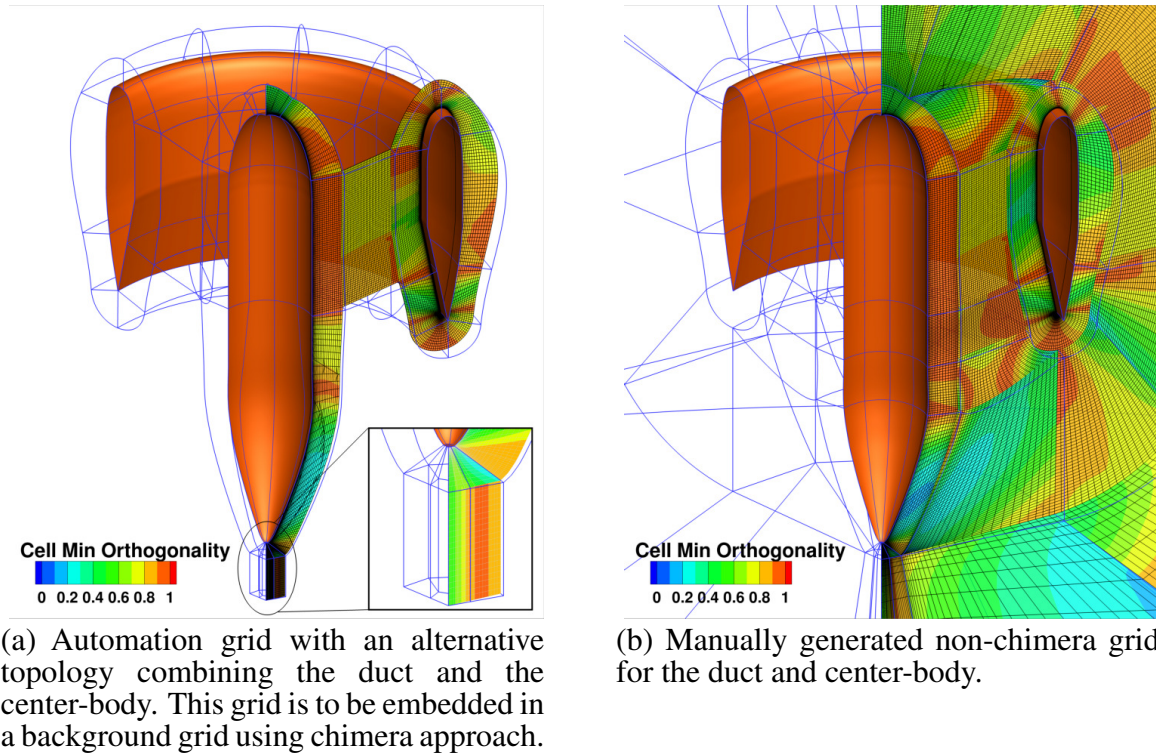 Cell Min Orthogonality
0 0.2 0.4 0.6 0.8 1
Cell Min Orthogonality
0 0.2 0.4 0.6 0.8 1
(a) Automation grid with an alternative
topology combining the duct and the
center-body. This grid is to be embedded in
a background grid using chimera approach.
(b) Manually generated non-chimera grid
for the duct and center-body.